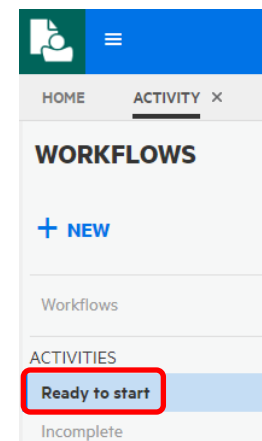 HOME ACTIVITY ×
WORKFLOWS
+ NEW
Workflows
ACTIVITIES
Ready to start
Incomplete